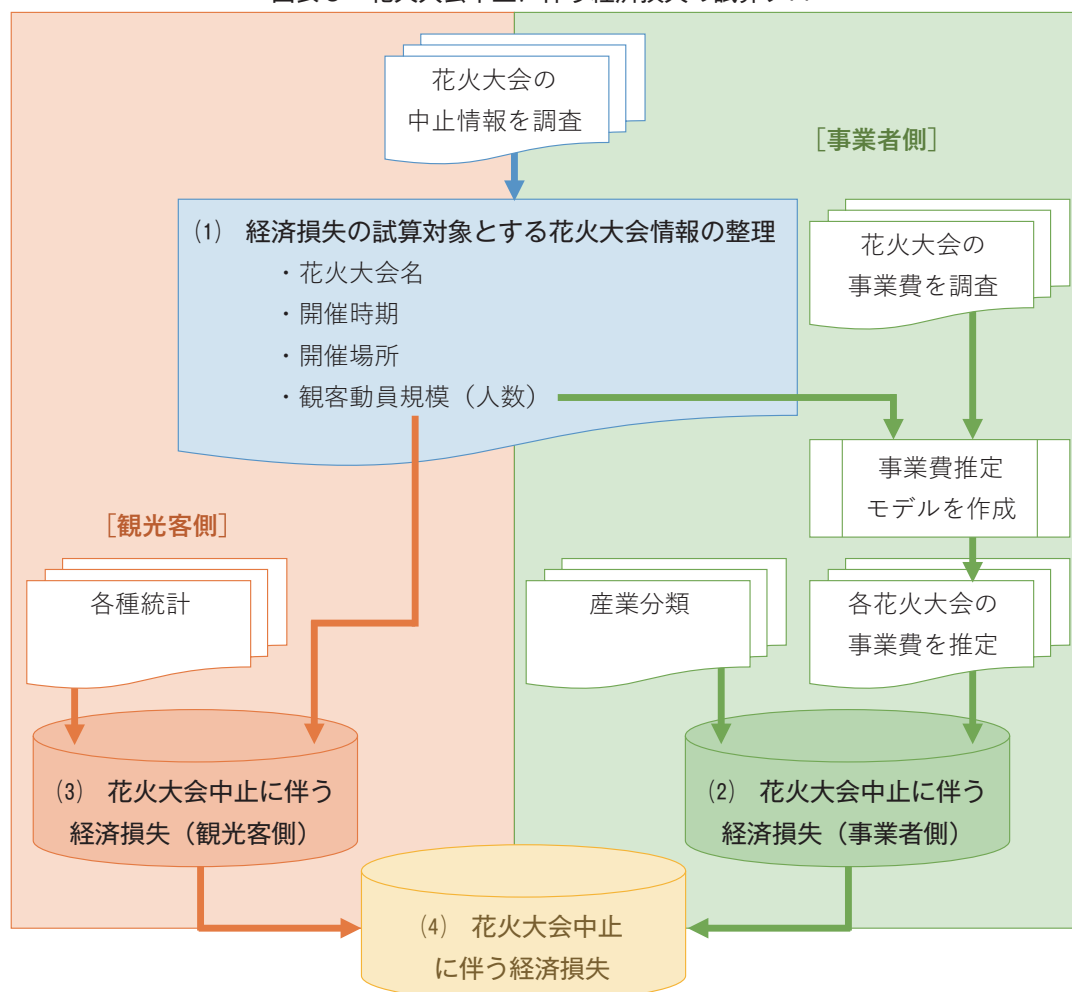 花火大会の
中止情報を調査
[事業者側]
(1) 経済損失の試算対象とする花火大会情報の整理
・花火大会名
・開催時期
・開催場所
・観客動員規模（人数）
花火大会の
事業費を調査
事業費推定
モデルを作成
[観光客側]
各種統計
産業分類
各花火大会の
事業費を推定
(3) 花火大会中止に伴う
経済損失（観光客側）
(2) 花火大会中止に伴う
経済損失（事業者側）
(4) 花火大会中止
に伴う経済損失